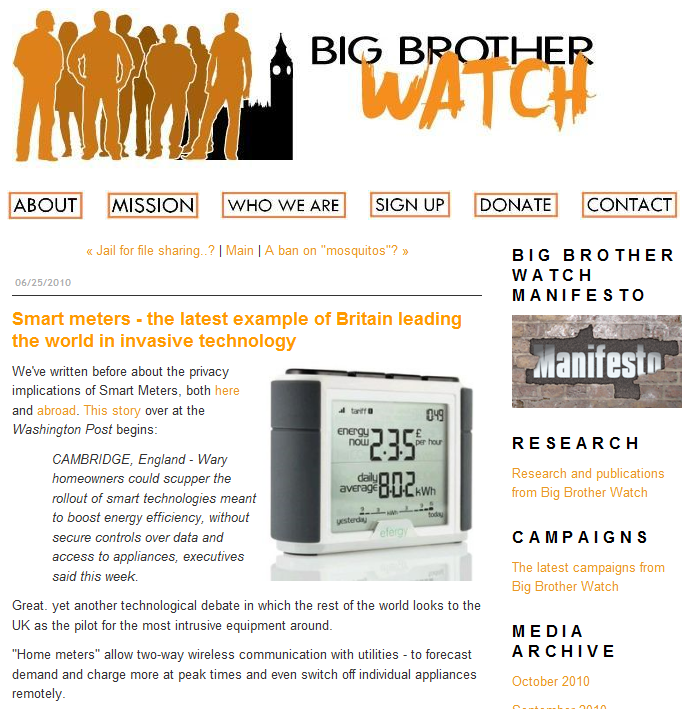 BIG BROTHER
WATCH
ABOUT
MISSION
WHO WE ARE
SIGN UP
DONATE
CONTACT
« Jail for file sharing..? | Main | A ban on "mosquitos"? »
06/25/2010
Smart meters - the latest example of Britain leading
the world in invasive technology
We've written before about the privacy
implications of Smart Meters, both here
and abroad. This story over at the
Washington Post begins:
CAMBRIDGE, England - Wary
homeowners could scupper the
rollout of smart technologies meant
to boost energy efficiency, without
secure controls over data and
access to appliances, executives
said this week.
tariff 1049
energy now 2.35 £ per hour
daily average 8.02 kWh
kWh
yesterday today
efergy
Great. yet another technological debate in which the rest of the world looks to the
UK as the pilot for the most intrusive equipment around.
"Home meters" allow two-way wireless communication with utilities - to forecast
demand and charge more at peak times and even switch off individual appliances
remotely.
BIG BROTHER
WATCH
MANIFESTO
Manifesto
RESEARCH
Research and publications
from Big Brother Watch
CAMPAIGNS
The latest campaigns from
Big Brother Watch
MEDIA
ARCHIVE
October 2010
September 2010